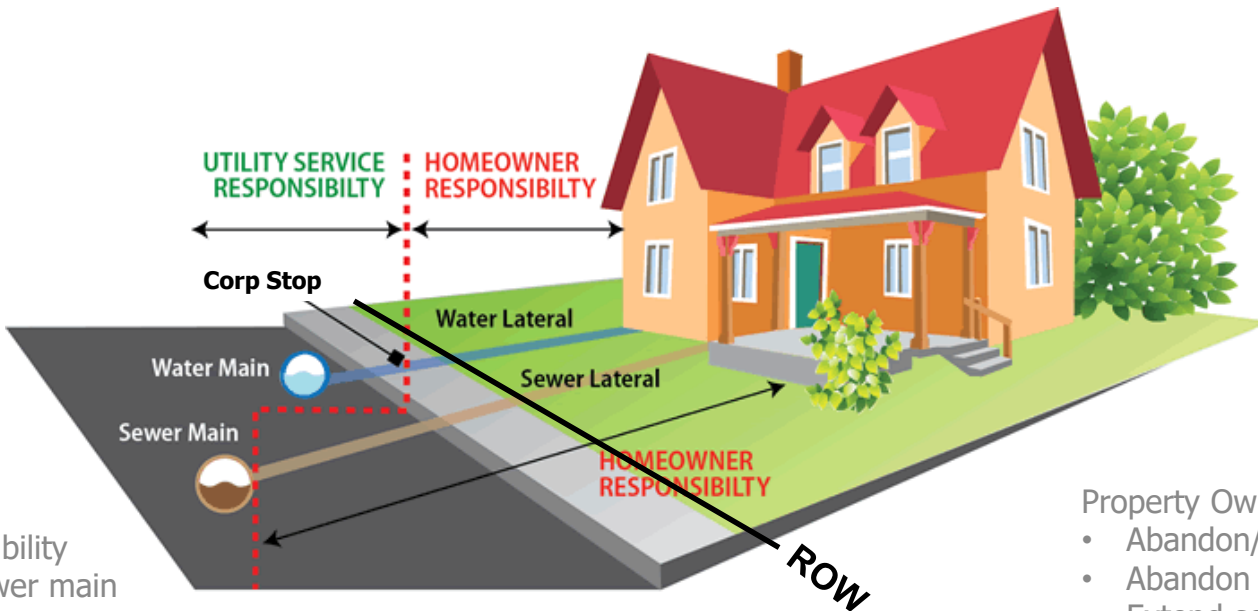 UTILITY SERVICE
RESPONSIBILTY
HOMEOWNER
RESPONSIBILTY
Corp Stop
Water Lateral
Water Main
Sewer Lateral
Sewer Main
HOMEOWNER
RESPONSIBILTY
ROW
bility
wer main
Property Ow
• Abandon/
• Abandon